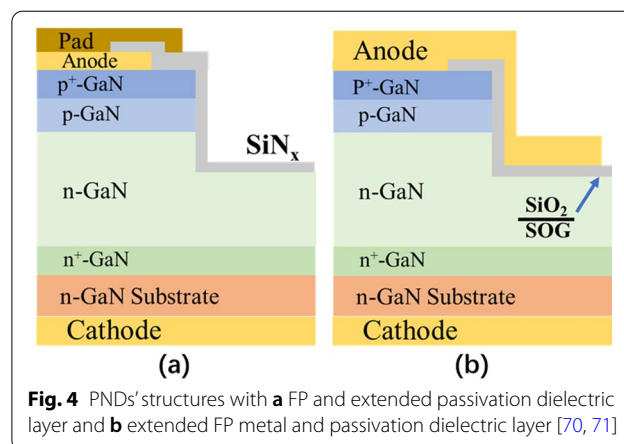 Pad
Anode
p⁺-GaN
p-GaN
SiNₓ
n-GaN
n⁺-GaN
n-GaN Substrate
Cathode
(a)
Anode
P⁺-GaN
p-GaN
n-GaN
SiO₂
SOG
n⁺-GaN
n-GaN Substrate
Cathode
(b)
Fig. 4 PNDs' structures with a FP and extended passivation dielectric
layer and b extended FP metal and passivation dielectric layer [70, 71]